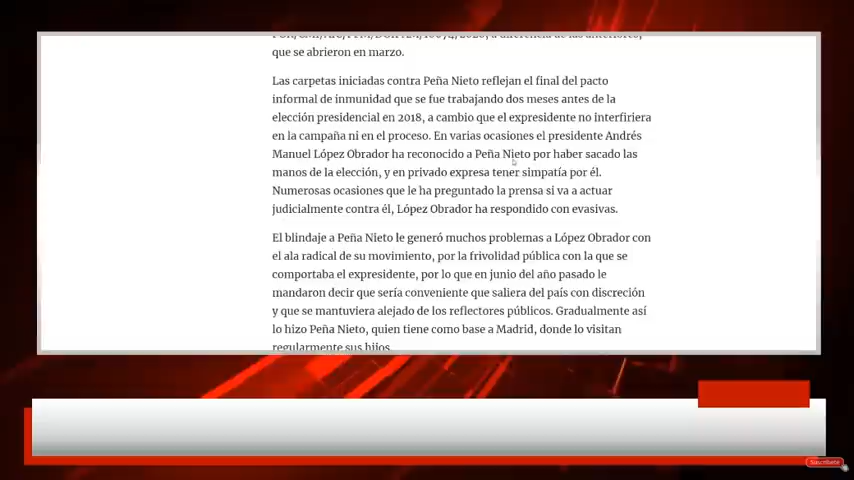 que se abrieron en marzo.
Las carpetas iniciadas contra Peña Nieto reflejan el final del pacto
informal de inmunidad que se fue trabajando dos meses antes de la
elección presidencial en 2018, a cambio que el expresidente no interfiriera
en la campaña ni en el proceso. En varias ocasiones el presidente Andrés
Manuel López Obrador ha reconocido a Peña Nieto por haber sacado las
manos de la elección, y en privado expresa tener simpatía por él.
Numerosas ocasiones que le ha preguntado la prensa si va a actuar
judicialmente contra él, López Obrador ha respondido con evasivas.
El blindaje a Peña Nieto le generó muchos problemas a López Obrador con
el ala radical de su movimiento, por la frivolidad pública con la que se
comportaba el expresidente, por lo que en junio del año pasado le
mandaron decir que sería conveniente que saliera del país con discreción
y que se mantuviera alejado de los reflectores públicos. Gradualmente así
lo hizo Peña Nieto, quien tiene como base a Madrid, donde lo visitan
regularmente sus hijos.
Suscríbete